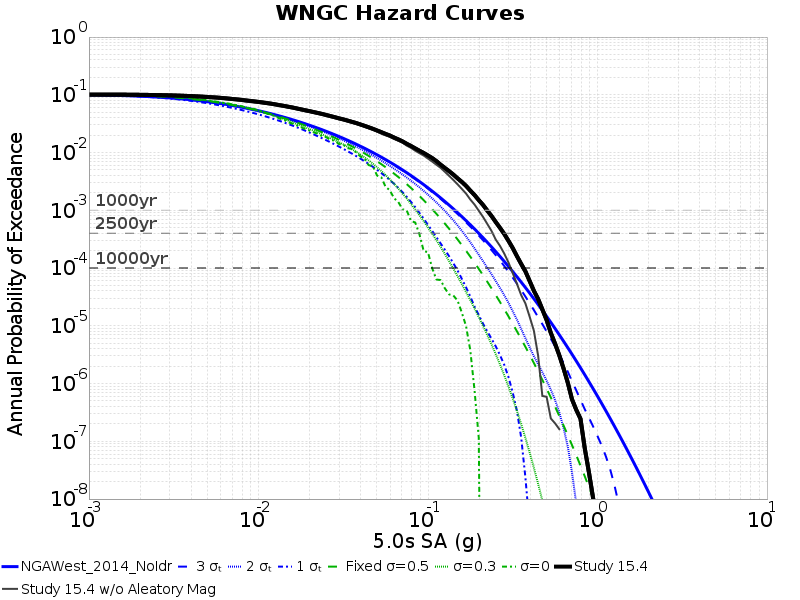 WNGC Hazard Curves
Annual Probability of Exceedance
10^0
10^-1
10^-2
10^-3
10^-4
10^-5
10^-6
10^-7
10^-8
1000yr
2500yr
10000yr
10^-3 10^-2 10^-1 10^0 10^1
5.0s SA (g)
NGAWest_2014_NoIdr 3 σₜ 2 σₜ 1 σₜ Fixed σ=0.5 σ=0.3 σ=0 Study 15.4
Study 15.4 w/o Aleatory Mag